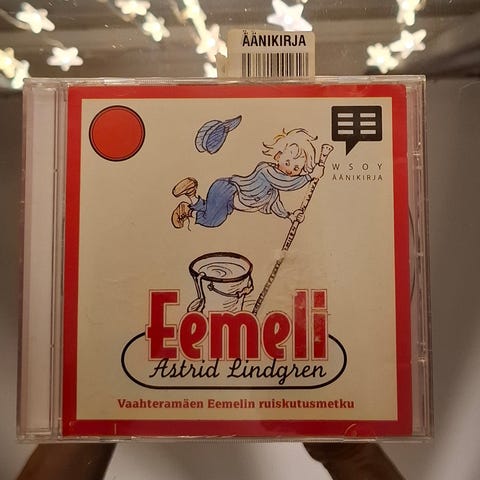 ÄÄNIKIRJA
WSOY
ÄÄNIKIRJA
Eemeli
Astrid Lindgren
Vaahteramäen Eemelin ruiskutusmetku